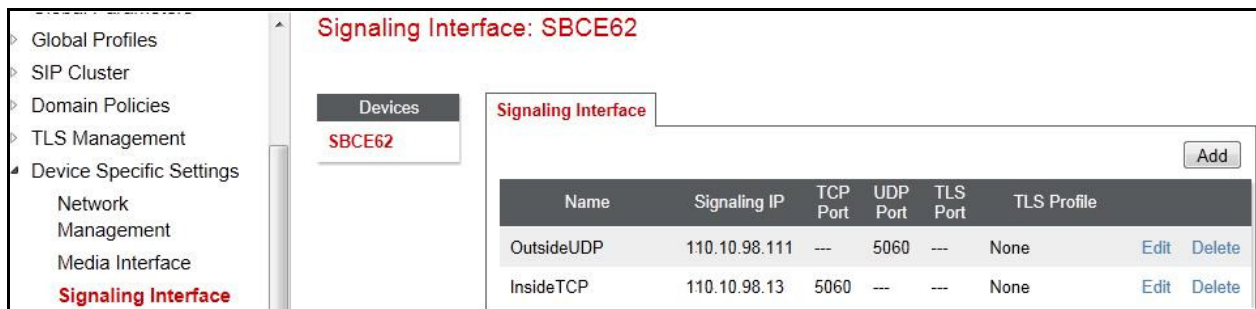 Global Profiles
SIP Cluster
Domain Policies
TLS Management
Device Specific Settings
Network
Management
Media Interface
Signaling Interface
Signaling Interface: SBCE62
Devices
SBCE62
Signaling Interface
Add
Name Signaling IP TCP Port UDP Port TLS Port TLS Profile
OutsideUDP 110.10.98.111 --- 5060 --- None Edit Delete
InsideTCP 110.10.98.13 5060 --- --- None Edit Delete